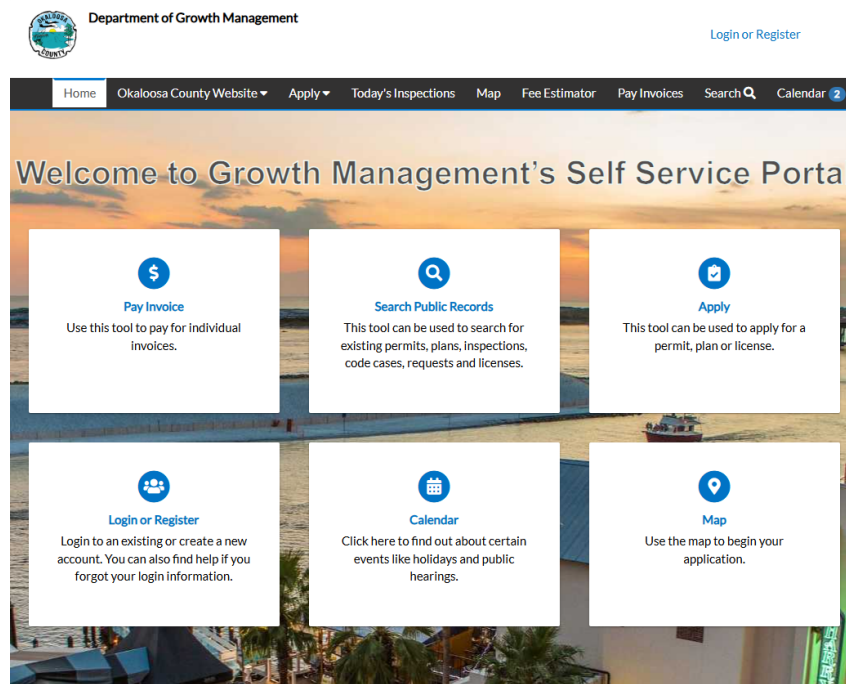 OKALOOSA
COUNTY
Department of Growth Management
Login or Register
Home Okaloosa County Website Apply Today's Inspections Map Fee Estimator Pay Invoices Search Calendar 2
Welcome to Growth Management's Self Service Porta
$
Pay Invoice
Use this tool to pay for individual
invoices.
Search Public Records
This tool can be used to search for
existing permits, plans, inspections,
code cases, requests and licenses.
Apply
This tool can be used to apply for a
permit, plan or license.
Login or Register
Login to an existing or create a new
account. You can also find help if you
forgot your login information.
Calendar
Click here to find out about certain
events like holidays and public
hearings.
Map
Use the map to begin your
application.